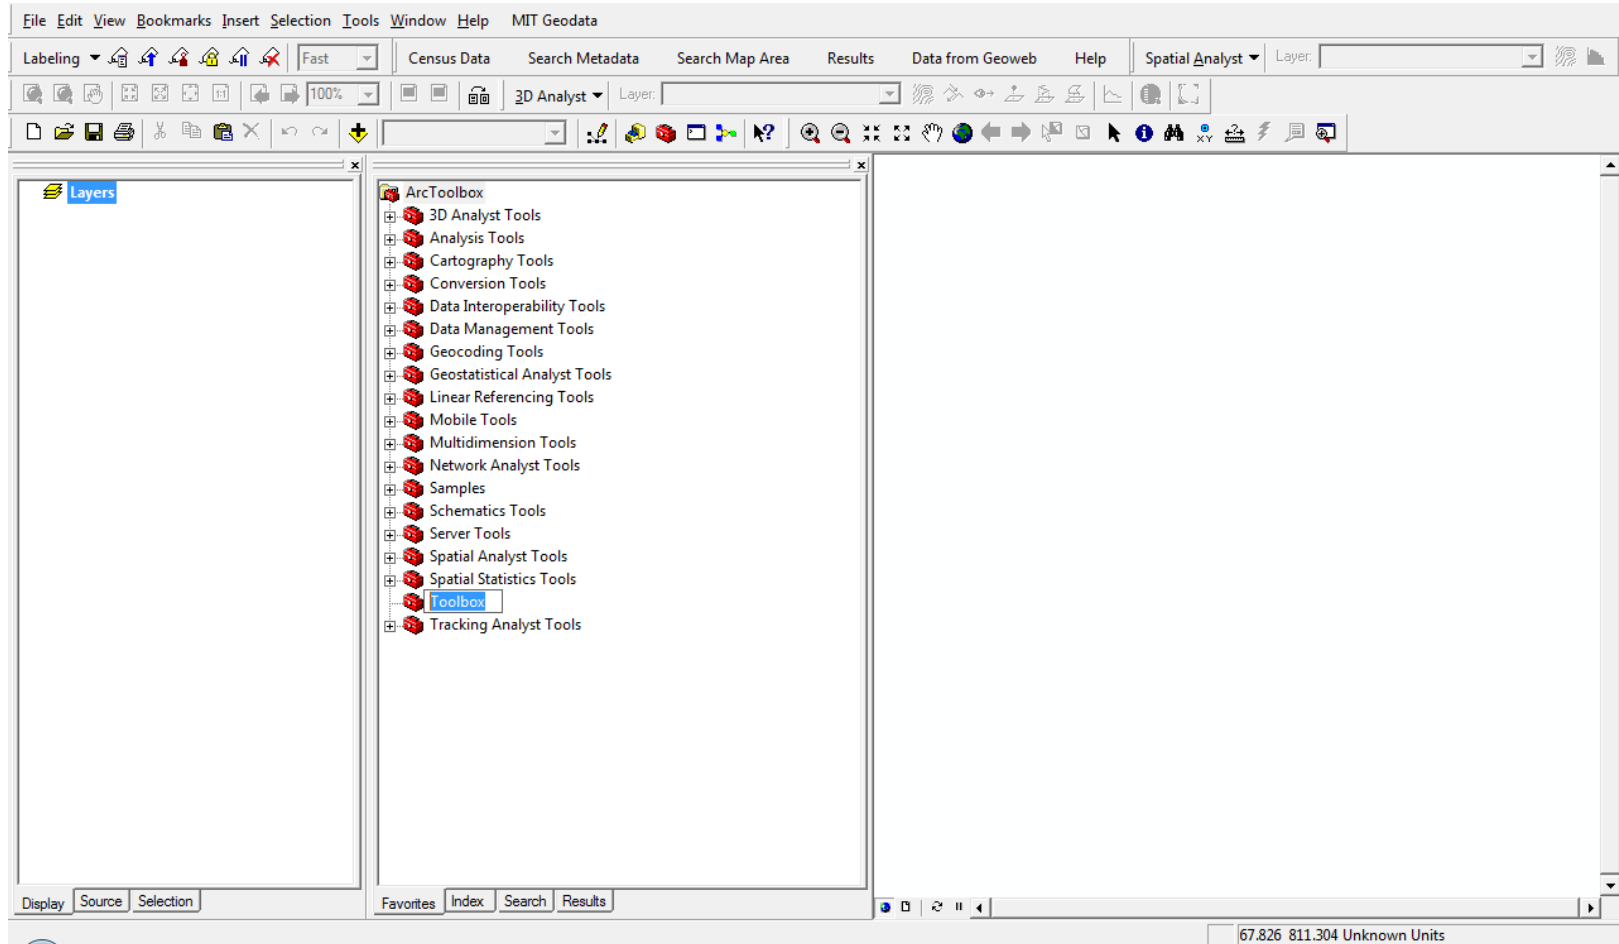 File Edit View Bookmarks Insert Selection Tools Window Help MIT Geodata
Labeling Fast Census Data Search Metadata Search Map Area Results Data from Geoweb Help Spatial Analyst Layer:
1:1 100% 3D Analyst Layer:
XY
Layers
ArcToolbox
3D Analyst Tools
Analysis Tools
Cartography Tools
Conversion Tools
Data Interoperability Tools
Data Management Tools
Geocoding Tools
Geostatistical Analyst Tools
Linear Referencing Tools
Mobile Tools
Multidimension Tools
Network Analyst Tools
Samples
Schematics Tools
Server Tools
Spatial Analyst Tools
Spatial Statistics Tools
Toolbox
Tracking Analyst Tools
Display Source Selection
Favorites Index Search Results
67.826 811.304 Unknown Units